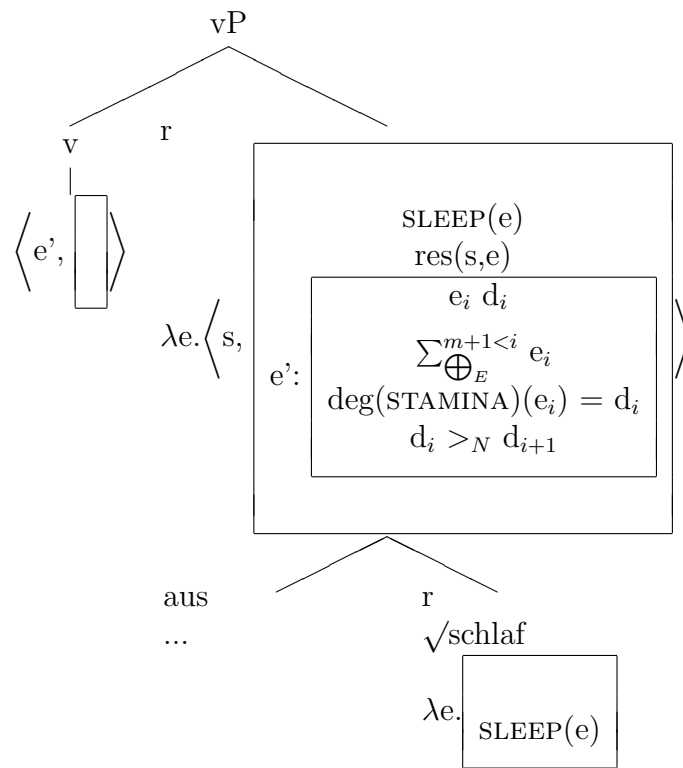 vP
v r
⟨e', ⟩
SLEEP(e)
res(s,e)
e_i d_i
λe.⟨s, ⟩
∑_{⊕_E}^{m+1<i} e_i
e':
deg(STAMINA)(e_i) = d_i
d_i >_N d_{i+1}
aus r
... √schlaf
λe.
SLEEP(e)